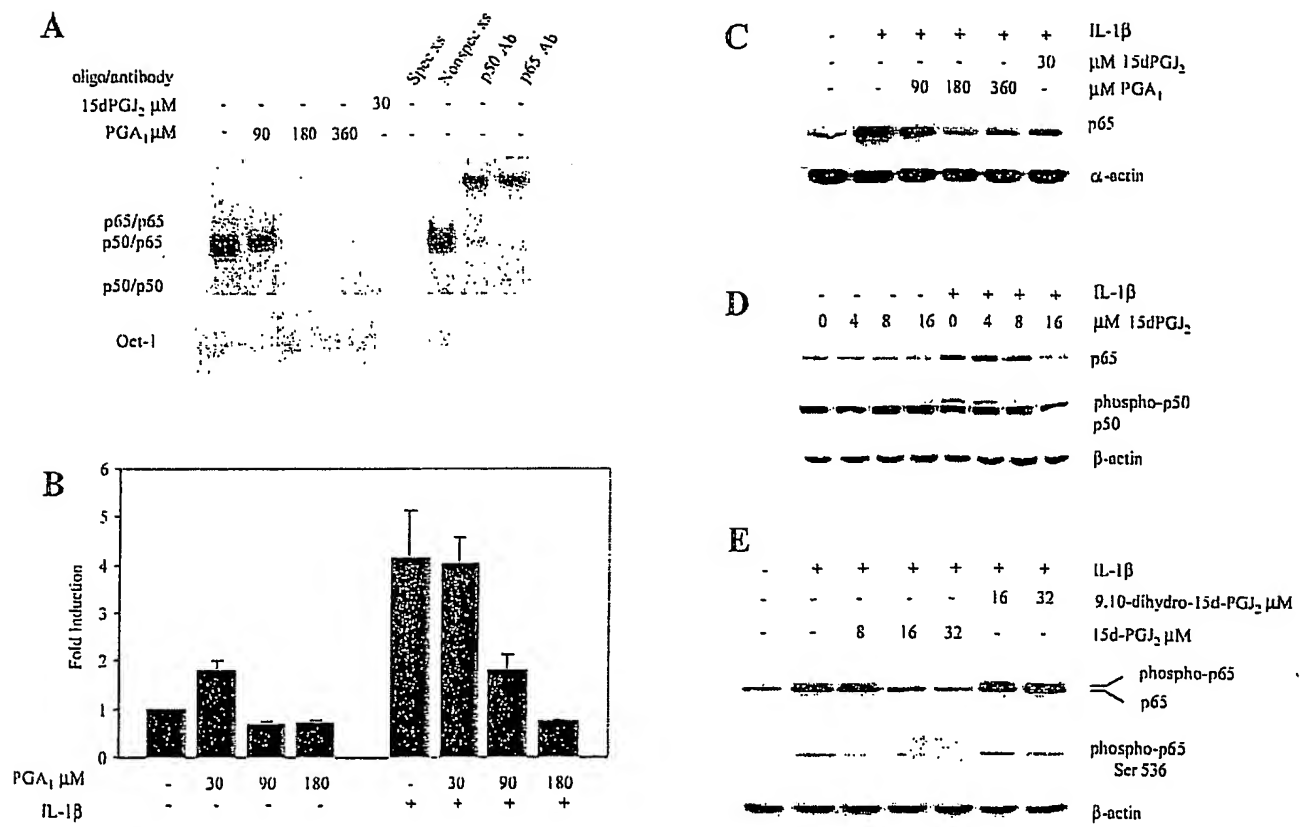 A
oligo/antibody - - - - - Spec xs Nonspec xs p50 Ab p65 Ab
15dPGJ₂ μM - - - - 30 - - - -
PGA₁ μM - 90 180 360 - - - -
p65/p65
p50/p65
p50/p50
Oct-1
B
Fold Induction
6
5
4
3
2
1
0
PGA₁ μM - 30 90 180 - 30 90 180
IL-1β - - - - + + + +
C
- + + + + + IL-1β
- - - - - 30 μM 15dPGJ₂
- - 90 180 360 - μM PGA₁
p65
α-actin
D
- - - - + + + + IL-1β
0 4 8 16 0 4 8 16 μM 15dPGJ₂
p65
phospho-p50
p50
β-actin
E
- + + + + + + IL-1β
- - - - - 16 32 9.10-dihydro-15d-PGJ₂ μM
- - 8 16 32 - - 15d-PGJ₂ μM
phospho-p65
p65
phospho-p65
Ser 536
β-actin